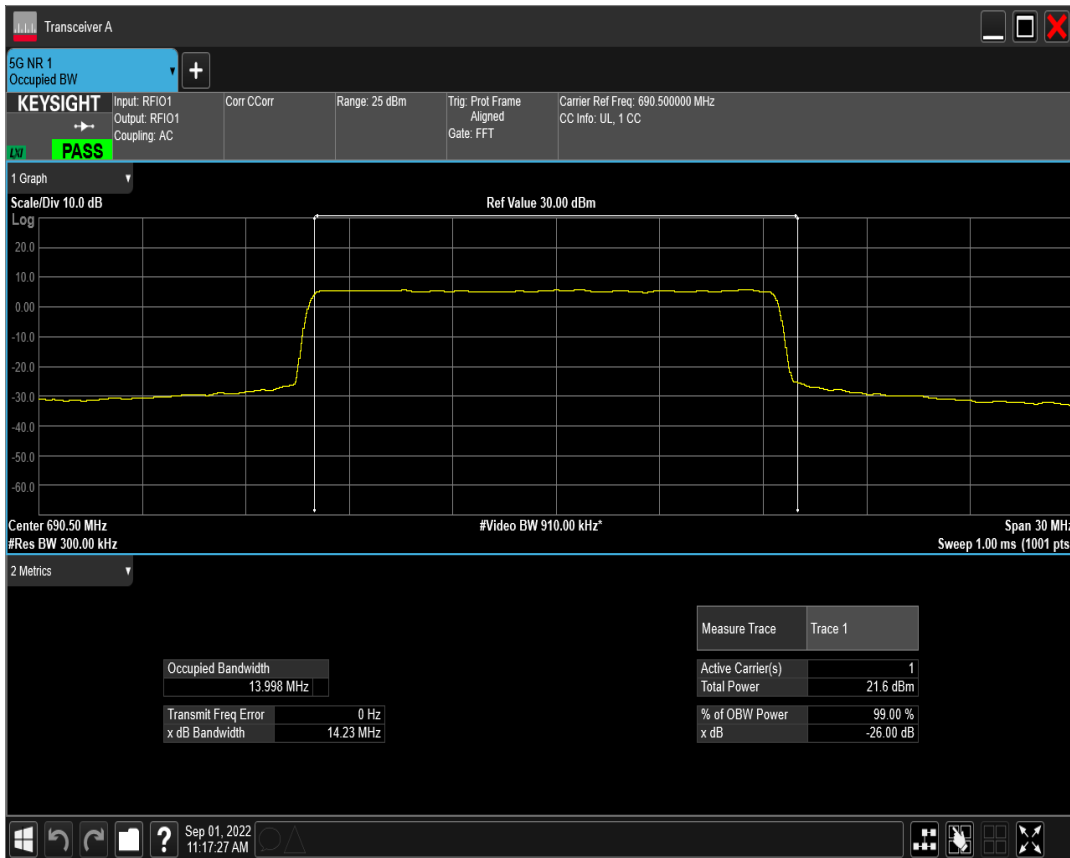 Transceiver A
5G NR 1
Occupied BW
+
KEYSIGHT
LXI
PASS
Input: RFIO1
Output: RFIO1
Coupling: AC
Corr CCorr
Range: 25 dBm
Trig: Prot Frame
Aligned
Gate: FFT
Carrier Ref Freq: 690.500000 MHz
CC Info: UL, 1 CC
1 Graph
Scale/Div 10.0 dB
Ref Value 30.00 dBm
Log
20.0
10.0
0.00
-10.0
-20.0
-30.0
-40.0
-50.0
-60.0
Center 690.50 MHz
#Video BW 910.00 kHz*
Span 30 MHz
#Res BW 300.00 kHz
Sweep 1.00 ms (1001 pts
2 Metrics
Measure Trace Trace 1
Occupied Bandwidth
13.998 MHz
Active Carrier(s) 1
Total Power 21.6 dBm
Transmit Freq Error 0 Hz
x dB Bandwidth 14.23 MHz
% of OBW Power 99.00 %
x dB -26.00 dB
?
Sep 01, 2022
11:17:27 AM